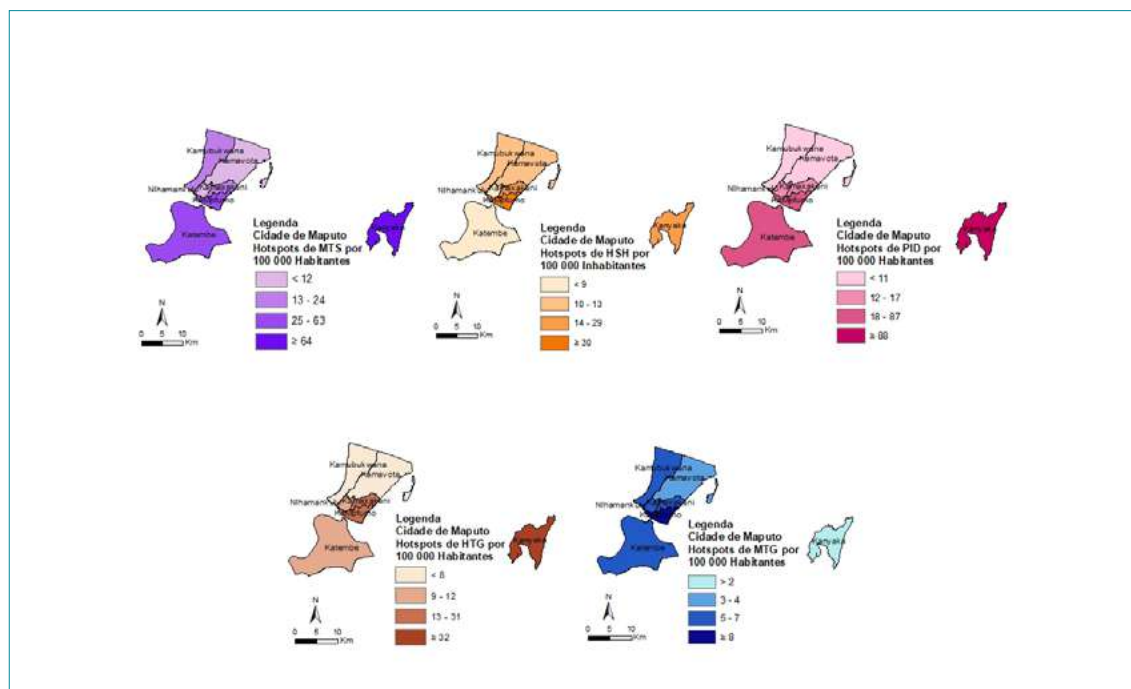 Kamubukwana
Kamavota
Nlhamankulu
Kamaxakeni
Katembe
Kanyaka
Legenda
Cidade de Maputo
Hotspots de MTS por
100 000 Habitantes
< 12
13 - 24
25 - 63
≥ 64
N
0 5 10
Km
Kamubukwana
Kamavota
Katembe
Kanyaka
Legenda
Cidade de Maputo
Hotspots de HSH por
100 000 Inhabitantes
< 9
10 - 13
14 - 29
≥ 30
N
0 5 10
Km
Kamubukwana
Kamavota
Katembe
Kanyaka
Legenda
Cidade de Maputo
Hotspots de PID por
100 000 Habitantes
< 11
12 - 17
18 - 87
≥ 88
N
0 5 10
Km
Kamubukwana
Kamavota
Katembe
Kanyaka
Legenda
Cidade de Maputo
Hotspots de HTG por
100 000 Habitantes
< 8
9 - 12
13 - 31
≥ 32
N
0 5 10
Km
Kamubukwana
Kamavota
Katembe
Kanyaka
Legenda
Cidade de Maputo
Hotspots de MTG por
100 000 Habitantes
> 2
3 - 4
5 - 7
≥ 8
N
0 5 10
Km